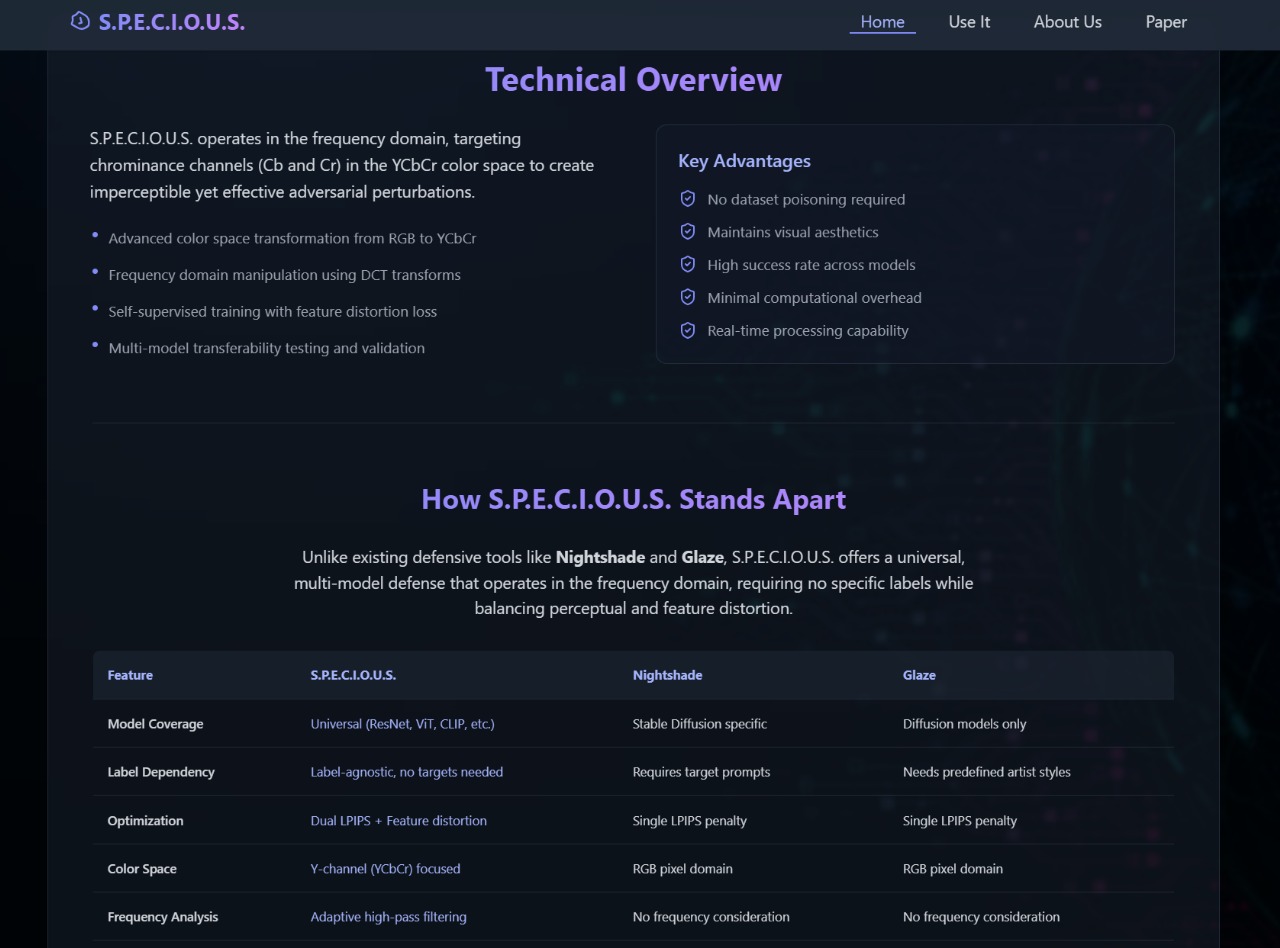 S.P.E.C.I.O.U.S.
Home
Use It
About Us
Paper
Technical Overview
S.P.E.C.I.O.U.S. operates in the frequency domain, targeting
chrominance channels (Cb and Cr) in the YCbCr color space to create
imperceptible yet effective adversarial perturbations.
• Advanced color space transformation from RGB to YCbCr
• Frequency domain manipulation using DCT transforms
• Self-supervised training with feature distortion loss
• Multi-model transferability testing and validation
Key Advantages
No dataset poisoning required
Maintains visual aesthetics
High success rate across models
Minimal computational overhead
Real-time processing capability
How S.P.E.C.I.O.U.S. Stands Apart
Unlike existing defensive tools like Nightshade and Glaze, S.P.E.C.I.O.U.S. offers a universal,
multi-model defense that operates in the frequency domain, requiring no specific labels while
balancing perceptual and feature distortion.
Feature S.P.E.C.I.O.U.S. Nightshade Glaze
Model Coverage Universal (ResNet, ViT, CLIP, etc.) Stable Diffusion specific Diffusion models only
Label Dependency Label-agnostic, no targets needed Requires target prompts Needs predefined artist styles
Optimization Dual LPIPS + Feature distortion Single LPIPS penalty Single LPIPS penalty
Color Space Y-channel (YCbCr) focused RGB pixel domain RGB pixel domain
Frequency Analysis Adaptive high-pass filtering No frequency consideration No frequency consideration